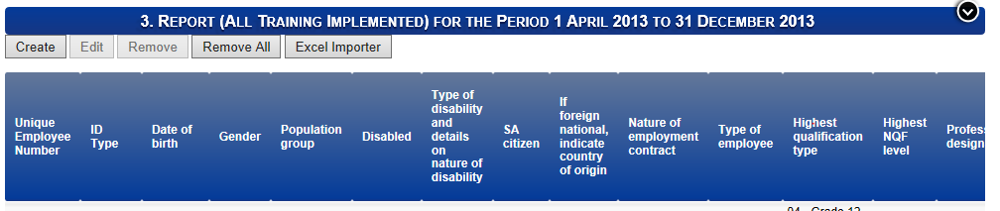 3. Report (All Training Implemented) for the Period 1 April 2013 to 31 December 2013
Create Edit Remove Remove All Excel Importer
Unique
Employee
Number
ID
Type
Date of
birth
Gender
Population
group
Disabled
Type of
disability
and
details
on
nature of
disability
SA
citizen
If
foreign
national,
indicate
country
of origin
Nature of
employment
contract
Type of
employee
Highest
qualification
type
Highest
NQF
level
Profess
design
04 - Grade 12